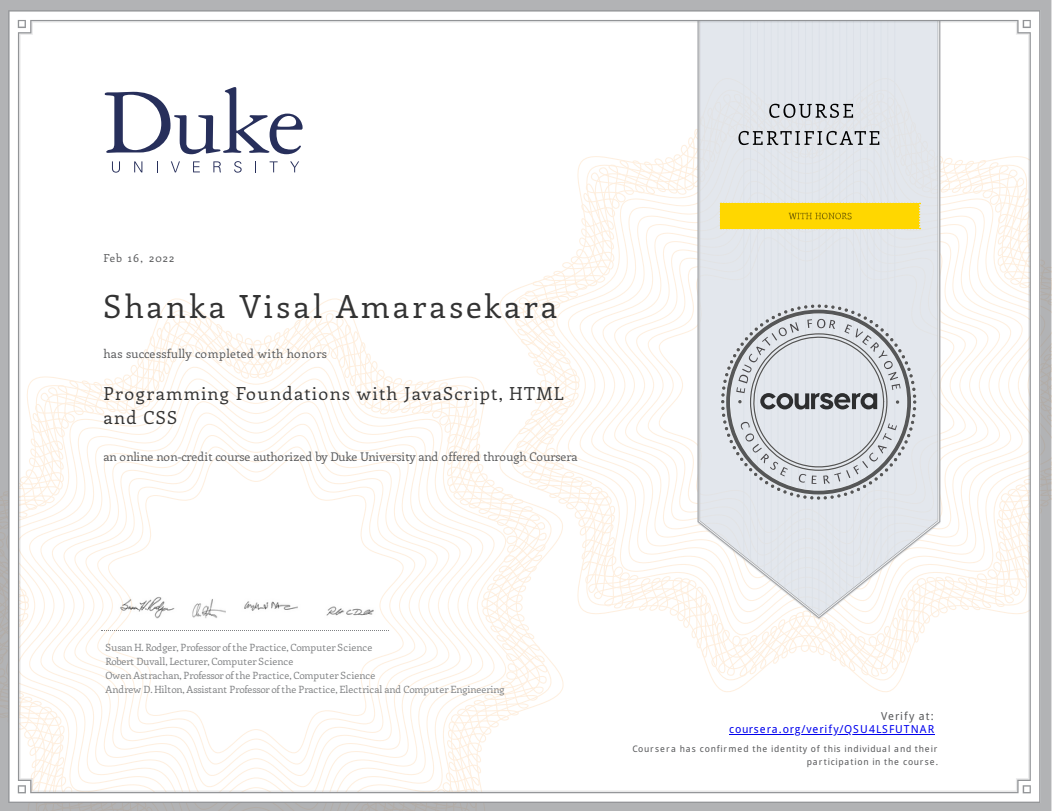 Duke
UNIVERSITY
COURSE
CERTIFICATE
WITH HONORS
Feb 16, 2022
Shanka Visal Amarasekara
has successfully completed with honors
Programming Foundations with JavaScript, HTML
and CSS
an online non-credit course authorized by Duke University and offered through Coursera
EDUCATION FOR EVERYONE
coursera
COURSE CERTIFICATE
Susan H. Rodger, Professor of the Practice, Computer Science
Robert Duvall, Lecturer, Computer Science
Owen Astrachan, Professor of the Practice, Computer Science
Andrew D. Hilton, Assistant Professor of the Practice, Electrical and Computer Engineering
Verify at:
coursera.org/verify/QSU4LSFUTNAR
Coursera has confirmed the identity of this individual and their
participation in the course.